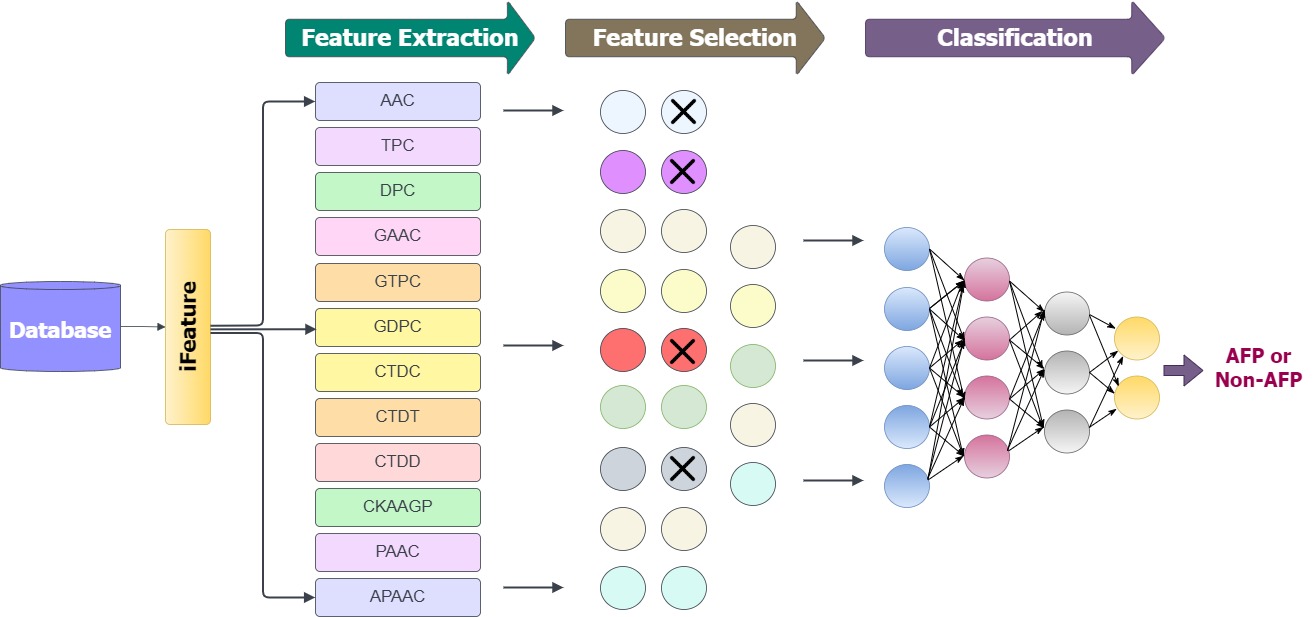 Feature Extraction
Feature Selection
Classification
Database
iFeature
AAC
TPC
DPC
GAAC
GTPC
GDPC
CTDC
CTDT
CTDD
CKAAGP
PAAC
APAAC
AFP or
Non-AFP